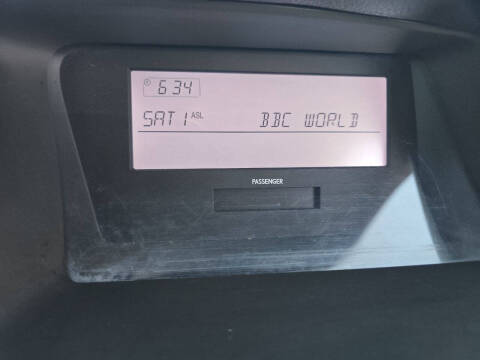 6 34
SAT 1 ASL BBC WORLD
PASSENGER